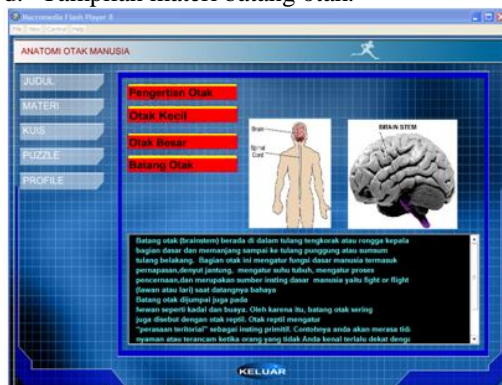 d. Tampilan materi batang otak.
Macromedia Flash Player 8
File View Control Help
ANATOMI OTAK MANUSIA
JUDUL
MATERI
KUIS
PUZZLE
PROFILE
Pengertian Otak
Otak Kecil
Otak Besar
Batang Otak
Brain
Spinal
Cord
BRAIN STEM
Batang otak (brainstem) berada di dalam tulang tengkorak atau rongga kepala
bagian dasar dan memanjang sampai ke tulang punggung atau sumsum
tulang belakang. Bagian otak ini mengatur fungsi dasar manusia termasuk
pernapasan,denyut jantung, mengatur suhu tubuh, mengatur proses
pencernaan,dan merupakan sumber insting dasar manusia yaitu fight or flight
(lawan atau lari) saat datangnya bahaya
Batang otak dijumpai juga pada
hewan seperti kadal dan buaya. Oleh karena itu, batang otak sering
juga disebut dengan otak reptil. Otak reptil mengatur
"perasaan teritorial" sebagai insting primitif. Contohnya anda akan merasa tida
nyaman atau terancam ketika orang yang tidak Anda kenal terlalu dekat denga
KELUAR